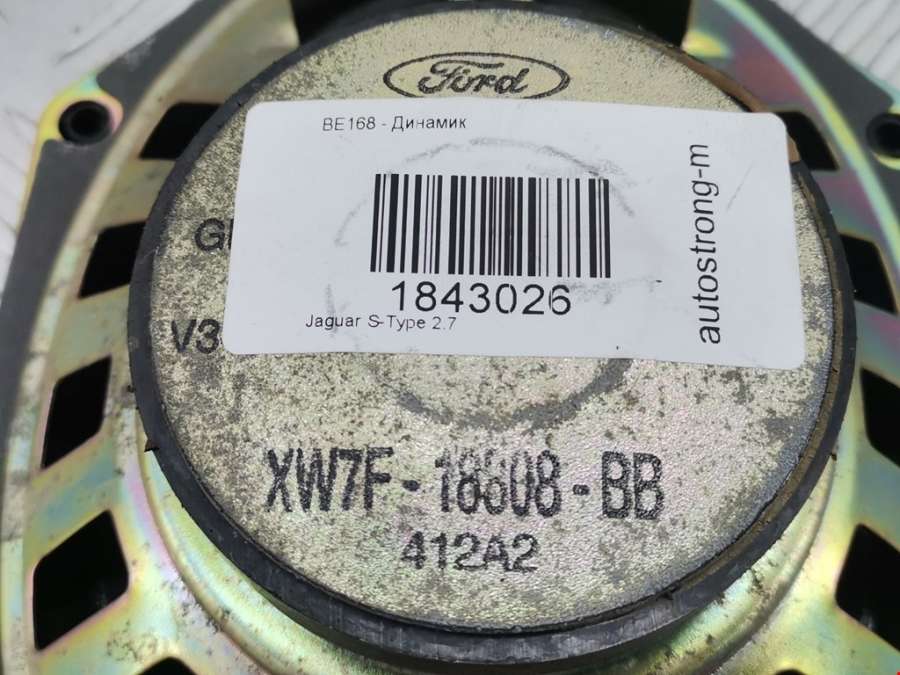 Ford
BE168 - Динамик
1843026
Jaguar S-Type 2.7
autostrong-m
XW7F-18808-BB
412A2